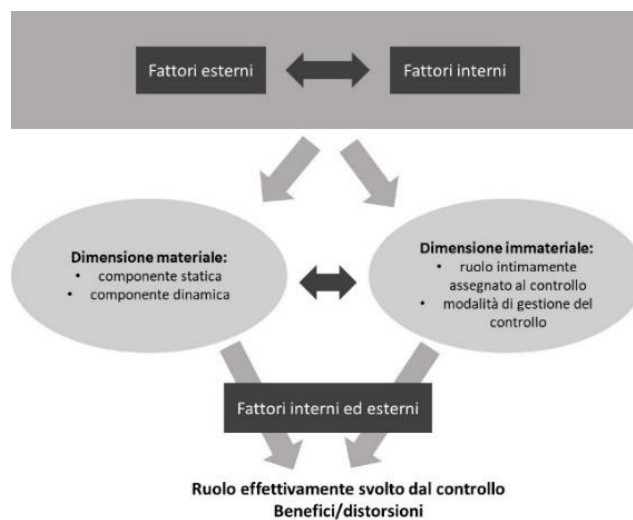 Fattori esterni
Fattori interni
Dimensione materiale:
• componente statica
• componente dinamica
Dimensione immateriale:
• ruolo intimamente
assegnato al controllo
• modalità di gestione del
controllo
Fattori interni ed esterni
Ruolo effettivamente svolto dal controllo
Benefici/distorsioni